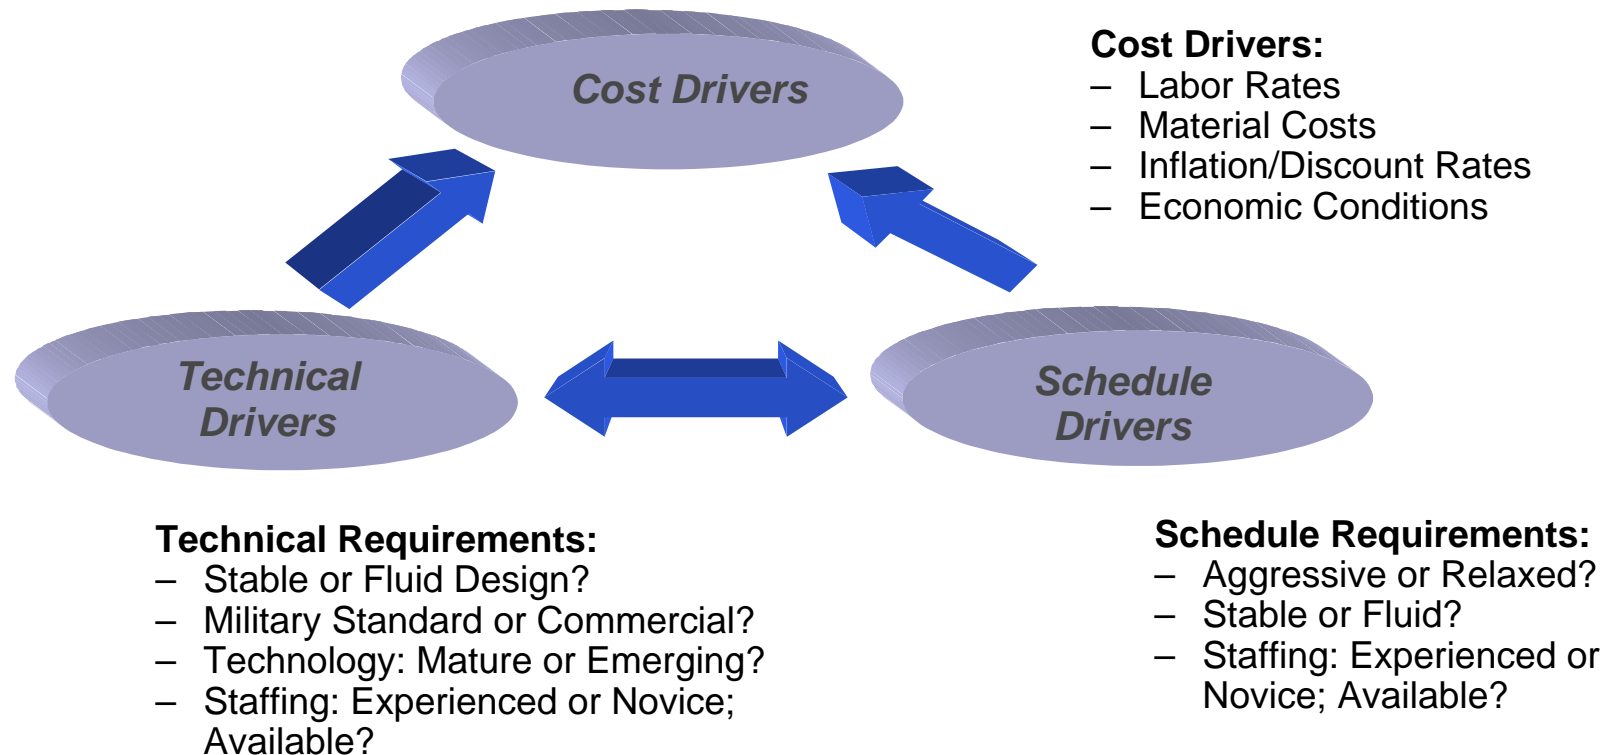 Cost Drivers
Cost Drivers:
– Labor Rates
– Material Costs
– Inflation/Discount Rates
– Economic Conditions
Technical
Drivers
Schedule
Drivers
Technical Requirements:
– Stable or Fluid Design?
– Military Standard or Commercial?
– Technology: Mature or Emerging?
– Staffing: Experienced or Novice;
Available?
Schedule Requirements:
– Aggressive or Relaxed?
– Stable or Fluid?
– Staffing: Experienced or
Novice; Available?